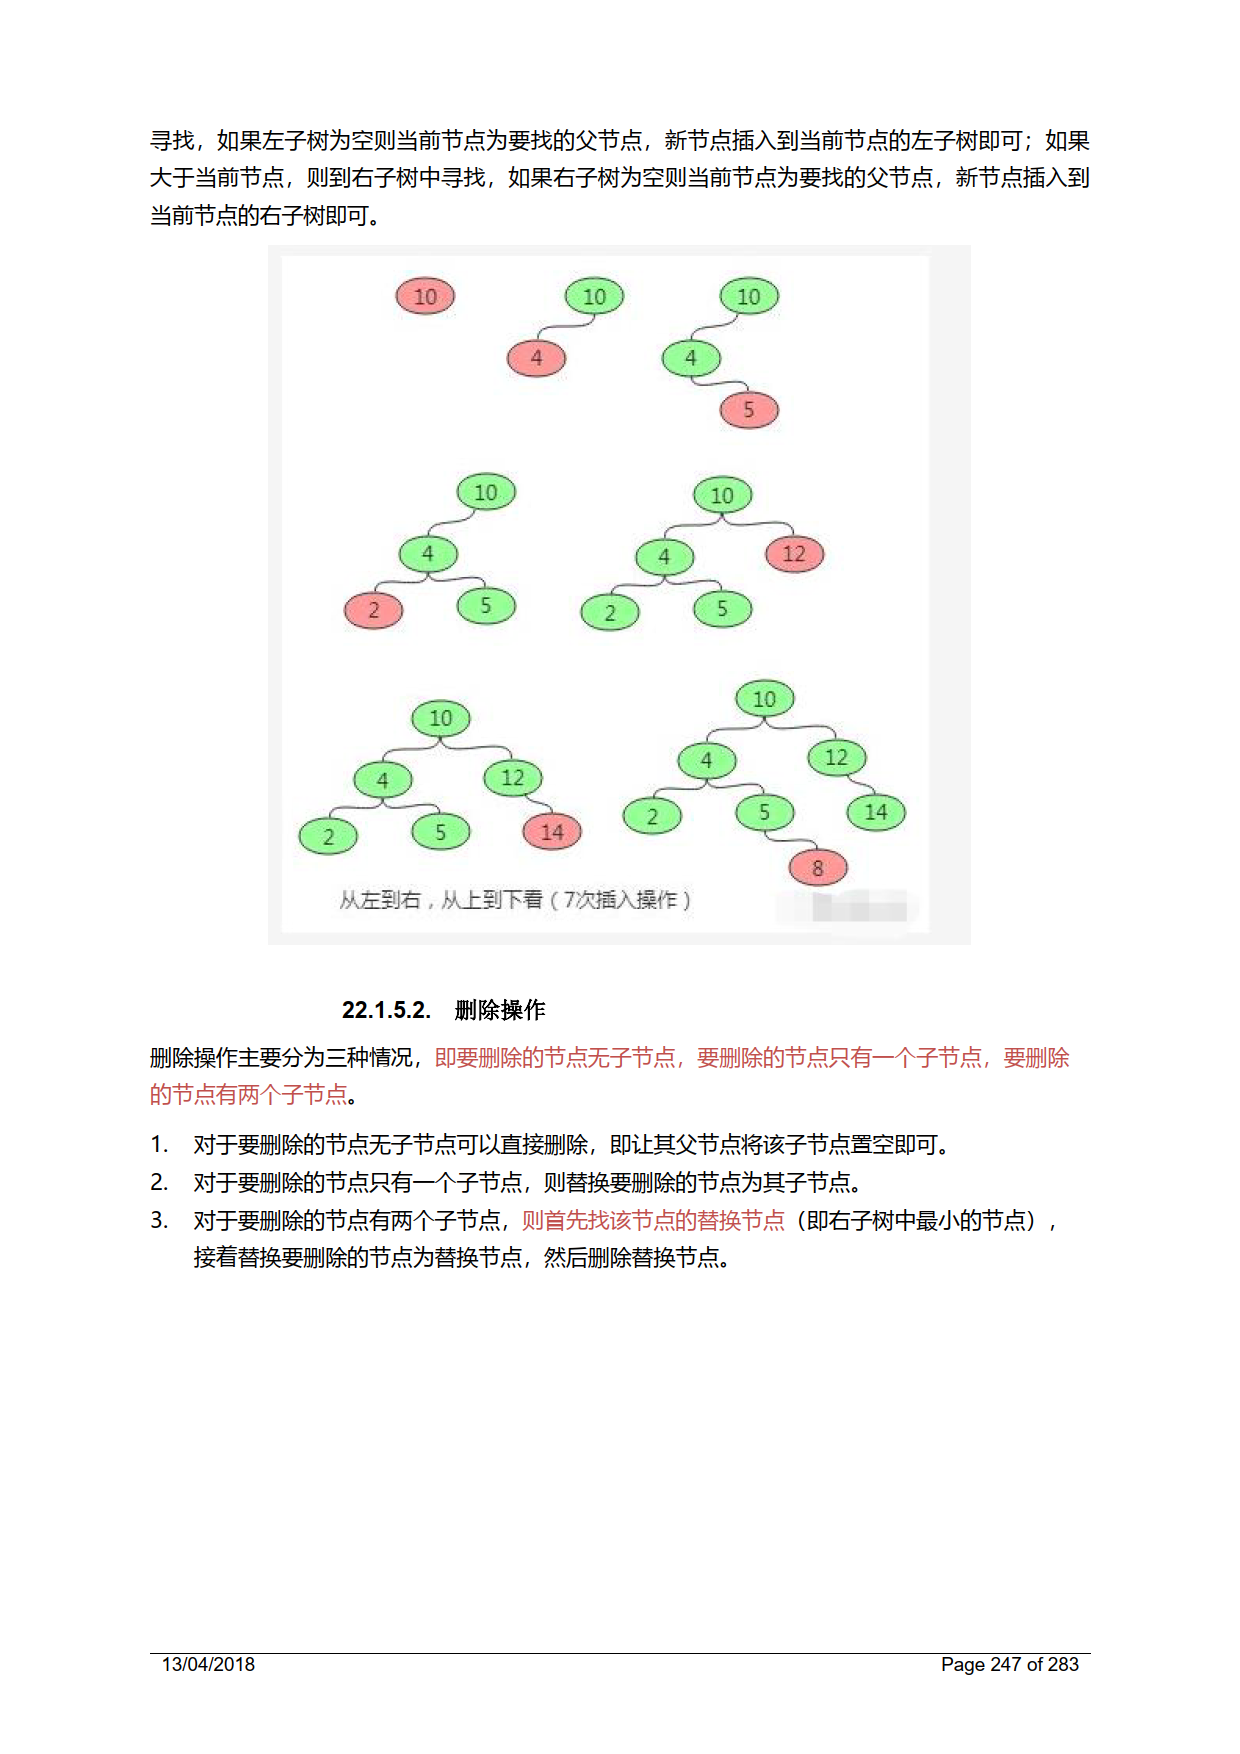 寻找，如果左子树为空则当前节点为要找的父节点，新节点插入到当前节点的左子树即可；如果
大于当前节点，则到右子树中寻找，如果右子树为空则当前节点为要找的父节点，新节点插入到
当前节点的右子树即可。
10 10 10
4 4
5
10 10
4 4 12
2 5 2 5
10 10
4 12 4 12
2 5 14 2 5 14
8
从左到右，从上到下看（7次插入操作）
22.1.5.2. 删除操作
删除操作主要分为三种情况，即要删除的节点无子节点，要删除的节点只有一个子节点，要删除
的节点有两个子节点。
1. 对于要删除的节点无子节点可以直接删除，即让其父节点将该子节点置空即可。
2. 对于要删除的节点只有一个子节点，则替换要删除的节点为其子节点。
3. 对于要删除的节点有两个子节点，则首先找该节点的替换节点（即右子树中最小的节点），
接着替换要删除的节点为替换节点，然后删除替换节点。
13/04/2018 Page 247 of 283